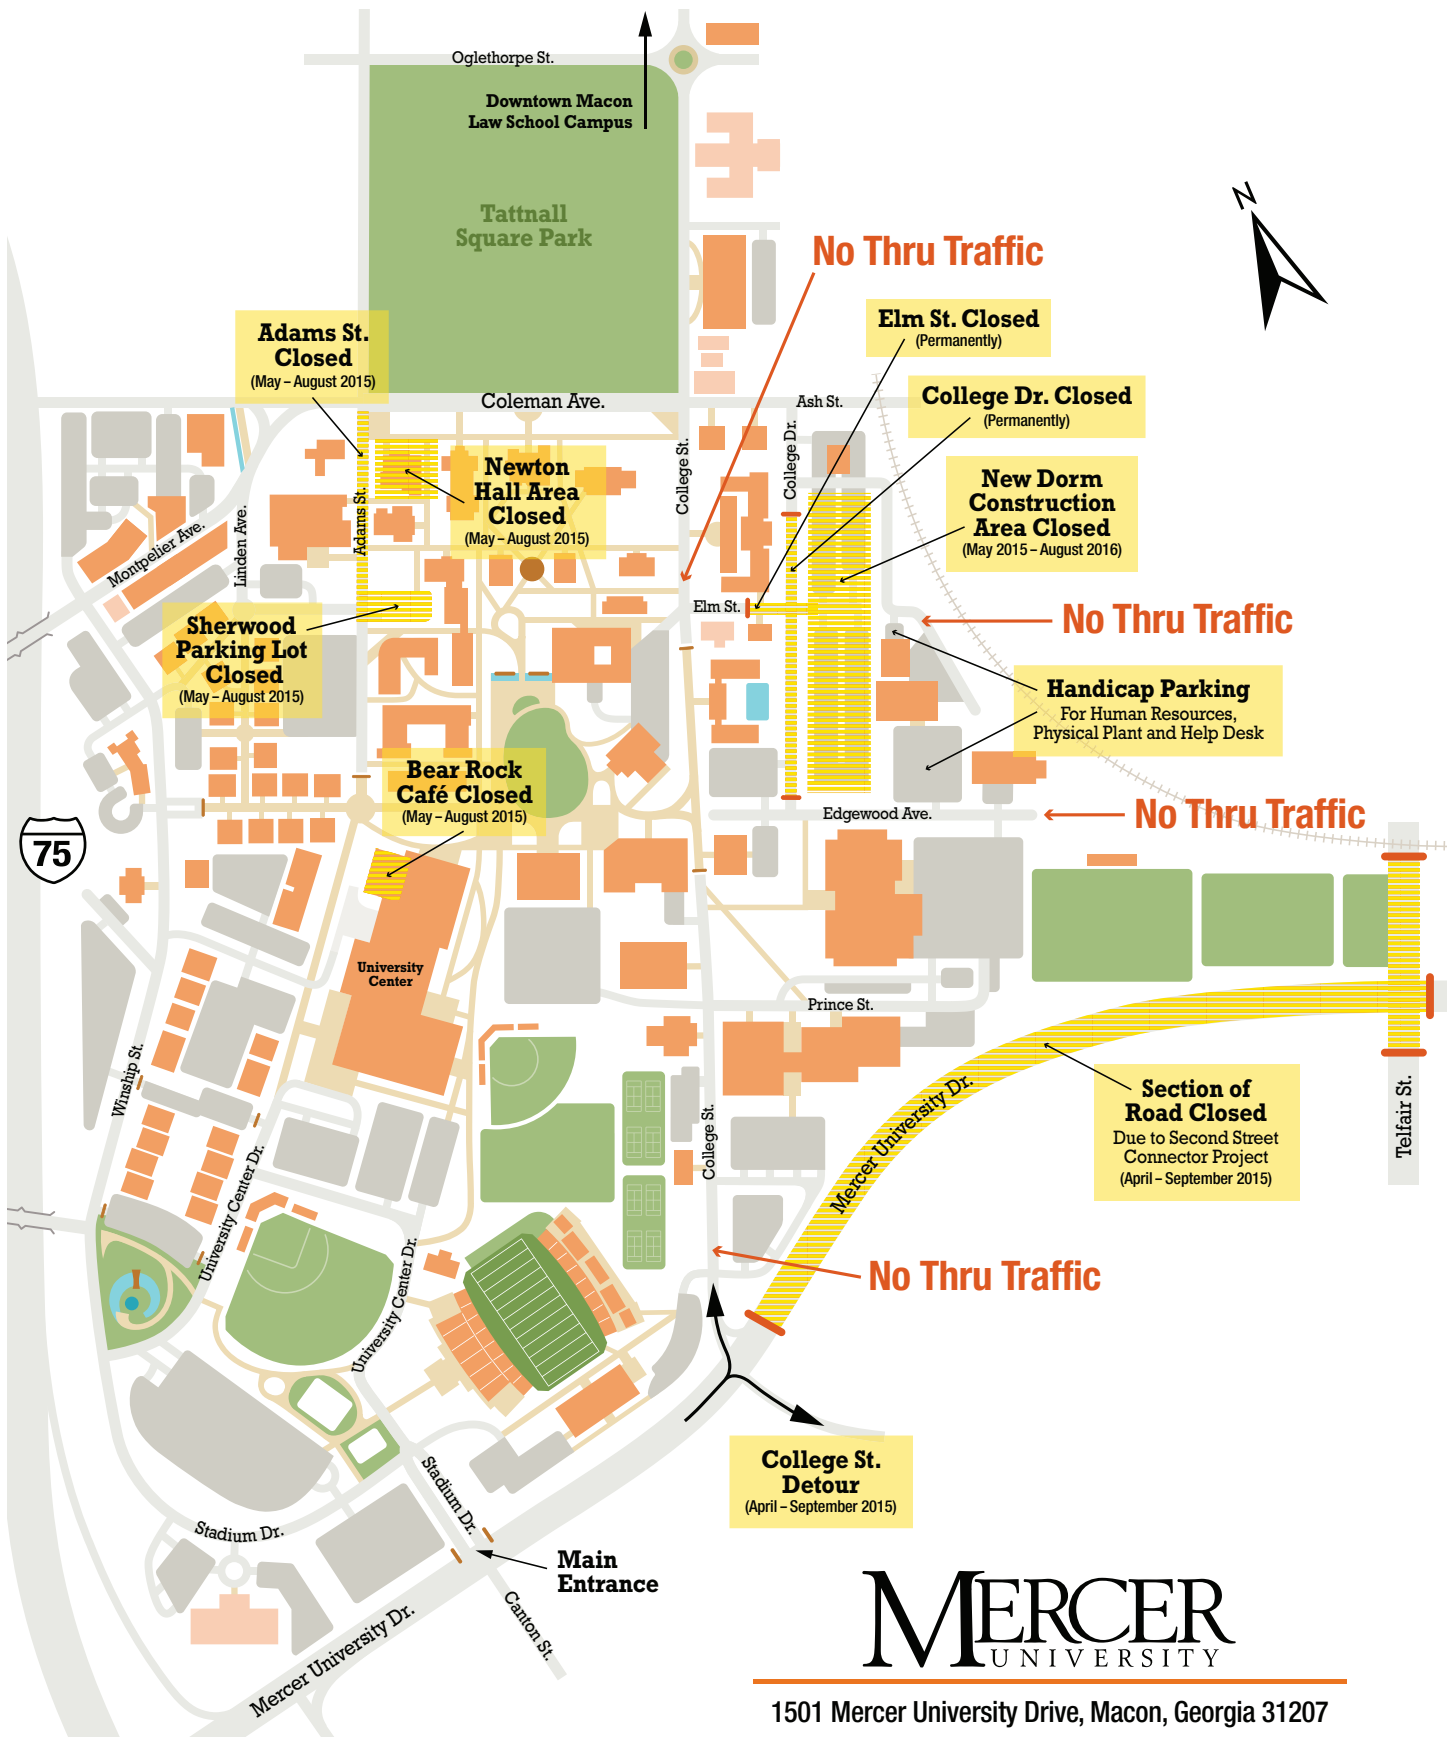 Oglethorpe St.
Downtown Macon
Law School Campus
Tattnall
Square Park
N
No Thru Traffic
Elm St. Closed
(Permanently)
Adams St.
Closed
(May – August 2015)
College Dr. Closed
(Permanently)
Coleman Ave.
Ash St.
College St.
College Dr.
Newton
Hall Area
Closed
(May – August 2015)
New Dorm
Construction
Area Closed
(May 2015 – August 2016)
Adams St.
Linden Ave.
Montpelier Ave.
Elm St.
No Thru Traffic
Sherwood
Parking Lot
Closed
(May – August 2015)
Handicap Parking
For Human Resources,
Physical Plant and Help Desk
Bear Rock
Café Closed
(May – August 2015)
Edgewood Ave.
No Thru Traffic
75
University
Center
Prince St.
Winship St.
University Center Dr.
College St.
Mercer University Dr.
Section of
Road Closed
Due to Second Street
Connector Project
(April – September 2015)
Telfair St.
University Center Dr.
No Thru Traffic
College St.
Detour
(April – September 2015)
Stadium Dr.
Stadium Dr.
Main
Entrance
Canton St.
Mercer University Dr.
MERCER
UNIVERSITY
1501 Mercer University Drive, Macon, Georgia 31207